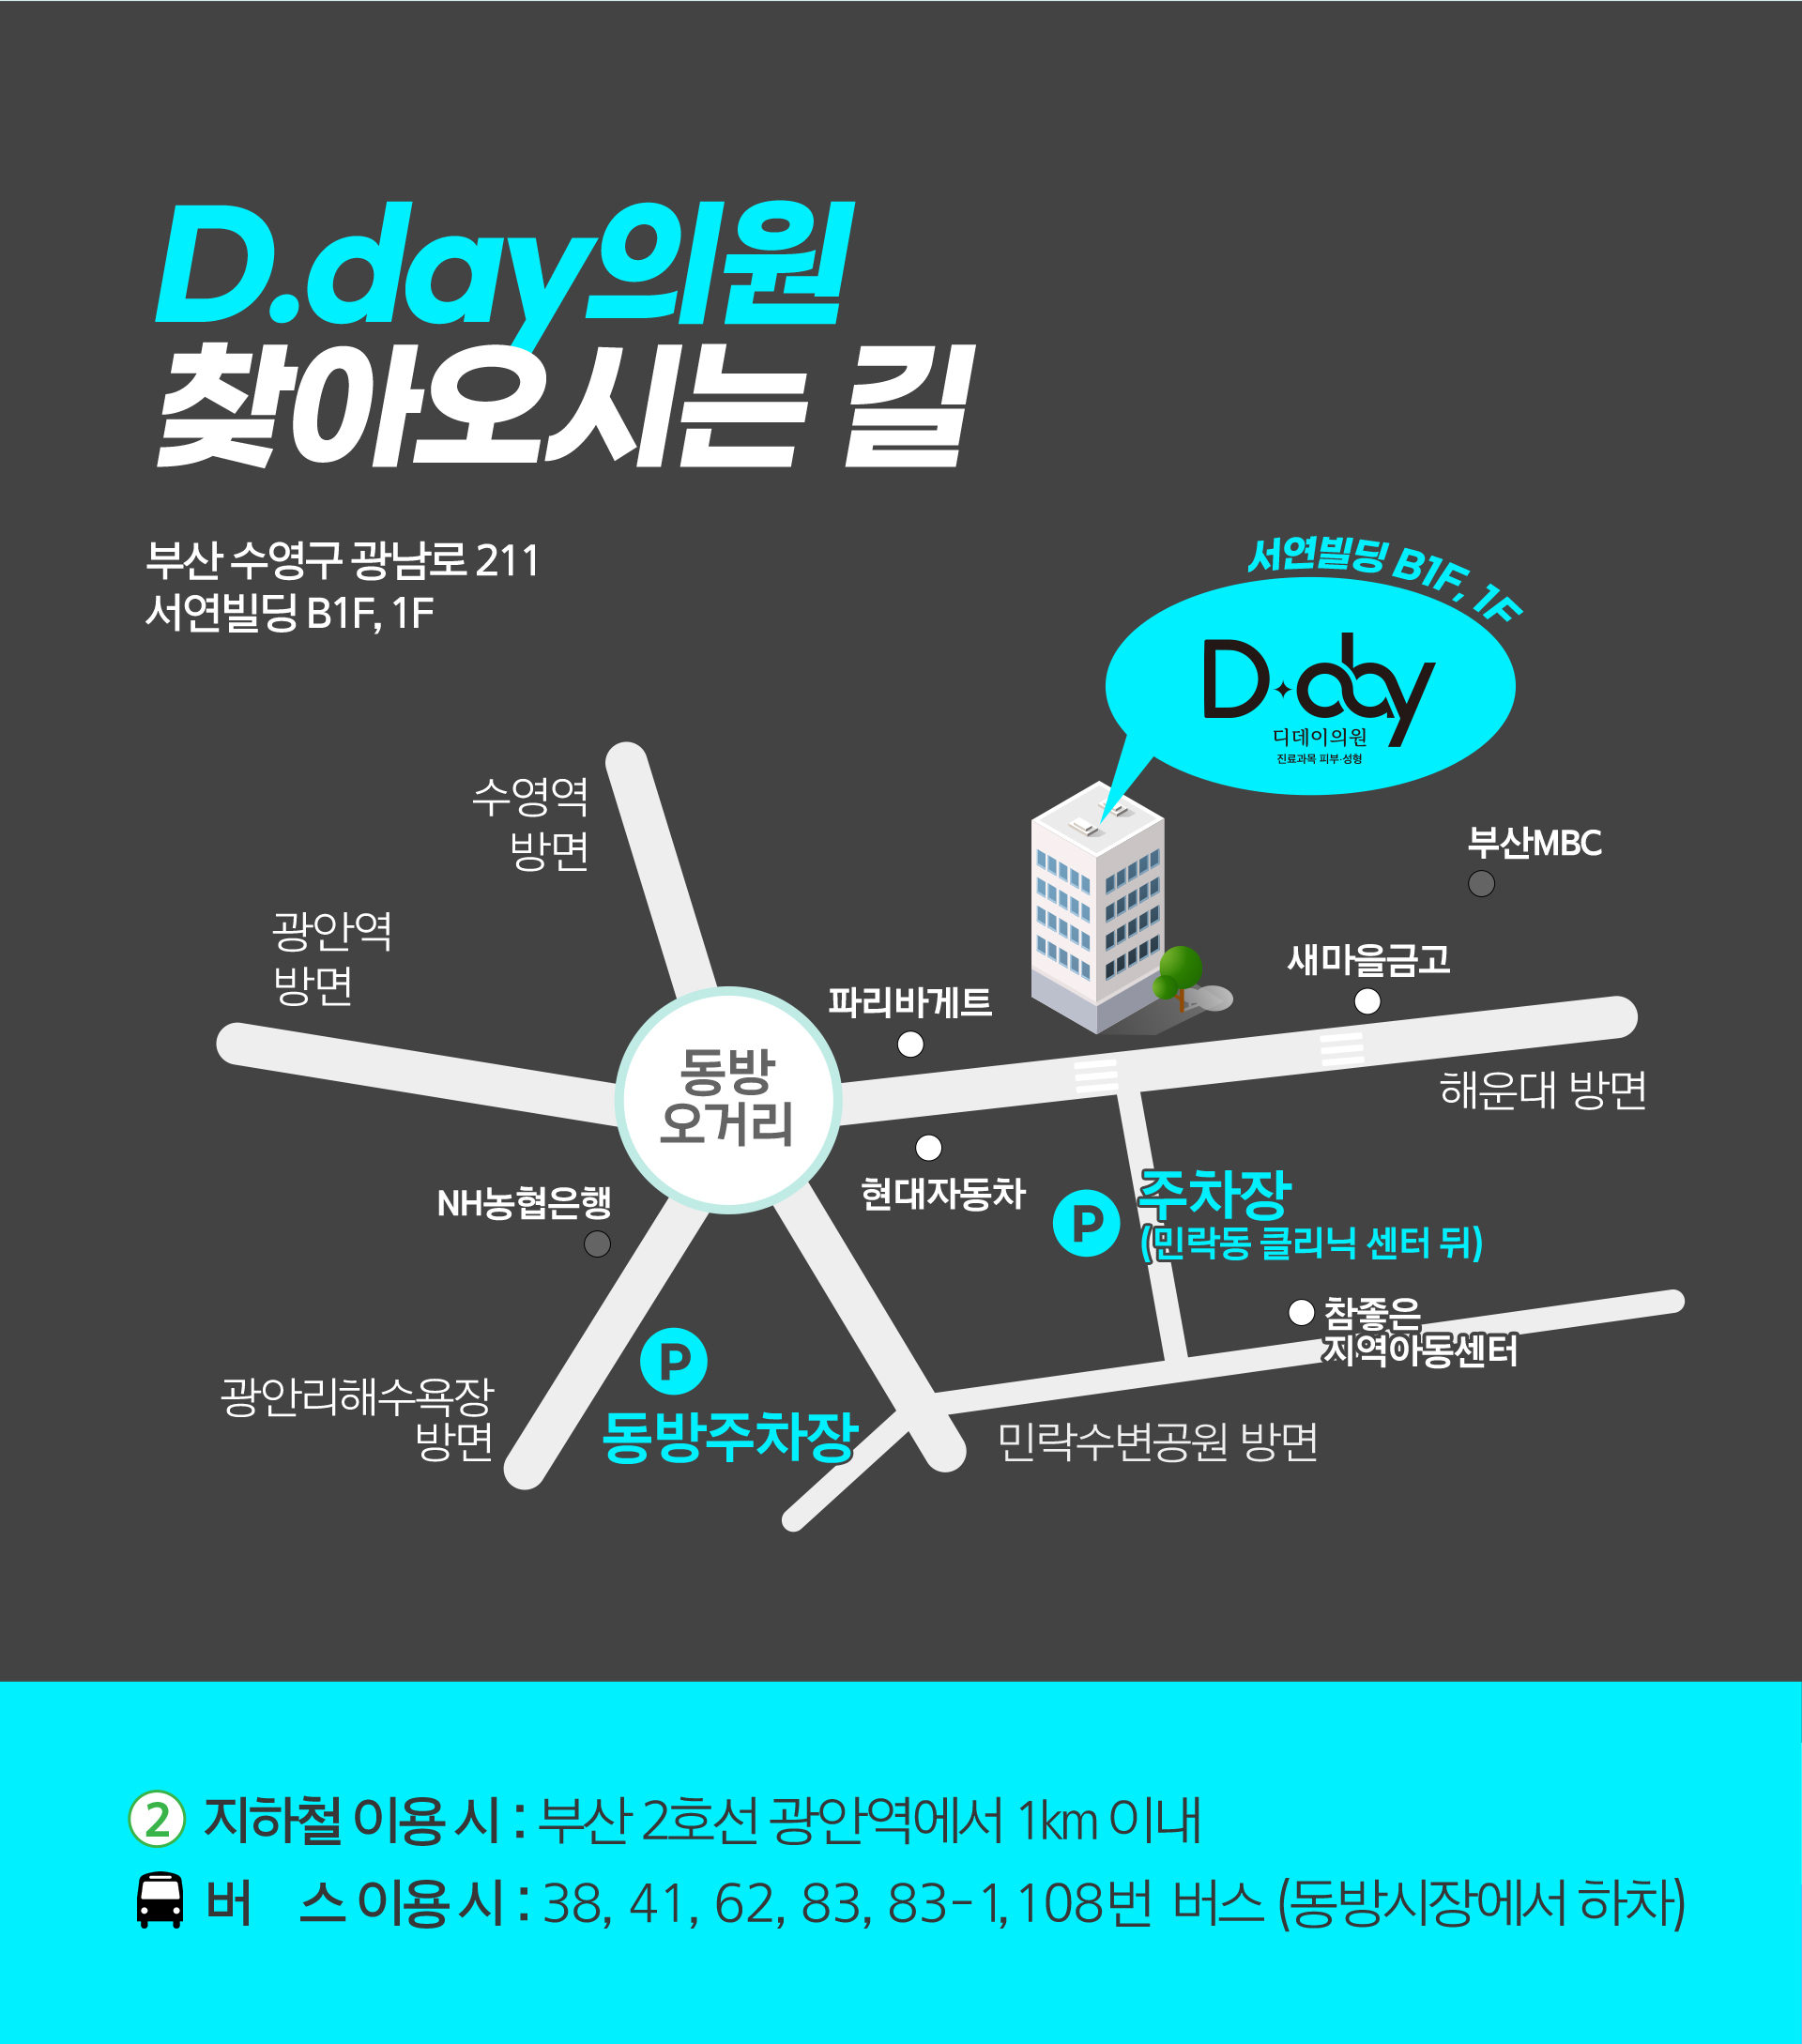 D.day의원
찾아오시는 길
부산 수영구 광남로 211
서연빌딩 B1F, 1F
서연빌딩 B1F, 1F
D.day
디데이의원
진료과목 피부·성형
수영역
방면
부산MBC
광안역
방면
새마을금고
파리바게트
동방
오거리
해운대 방면
현대자동차
NH농협은행
P
주차장
(민락동 클리닉 센터 뒤)
참좋은
지역아동센터
P
동방주차장
광안리해수욕장
방면
민락수변공원 방면
2 지하철 이용 시 : 부산 2호선 광안역에서 1km 이내
버 스 이용 시 : 38, 41, 62, 83, 83-1, 108번 버스 (동방시장에서 하차)